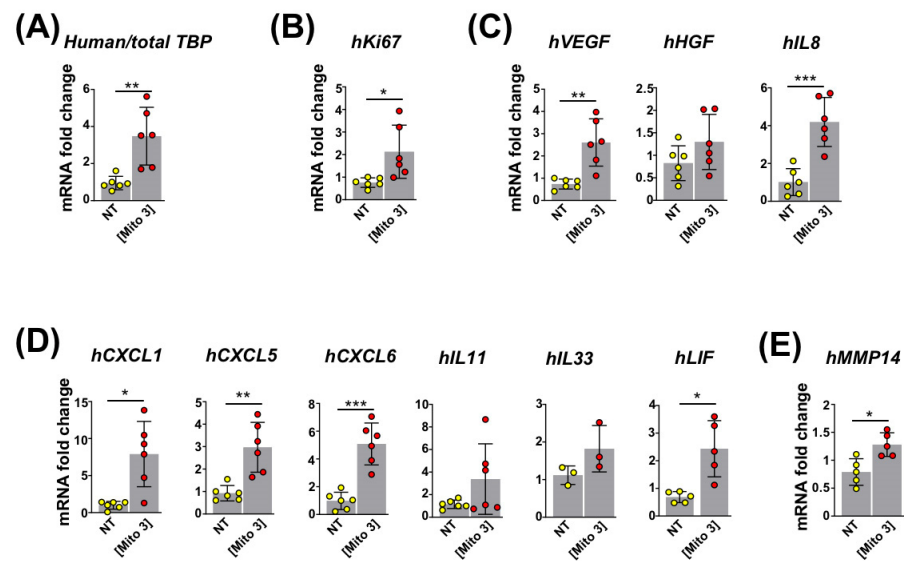 (A) Human/total TBP
(B) hKi67
(C) hVEGF hHGF hIL8
mRNA fold change
6
4
2
0
**
NT
[Mito 3]
mRNA fold change
5
4
3
2
1
0
*
NT
[Mito 3]
mRNA fold change
5
4
3
2
1
0
**
NT
[Mito 3]
2.5
2
1.5
1
0.5
0
NT
[Mito 3]
6
4
2
0
***
NT
[Mito 3]
(D) hCXCL1 hCXCL5 hCXCL6 hIL11 hIL33 hLIF
(E) hMMP14
mRNA fold change
15
10
5
0
*
NT
[Mito 3]
5
4
3
2
1
0
**
NT
[Mito 3]
8
6
4
2
0
***
NT
[Mito 3]
10
8
6
4
2
0
NT
[Mito 3]
3
2
1
0
NT
[Mito 3]
4
3
2
1
0
*
NT
[Mito 3]
mRNA fold change
2
1.5
1
0.5
0
*
NT
[Mito 3]